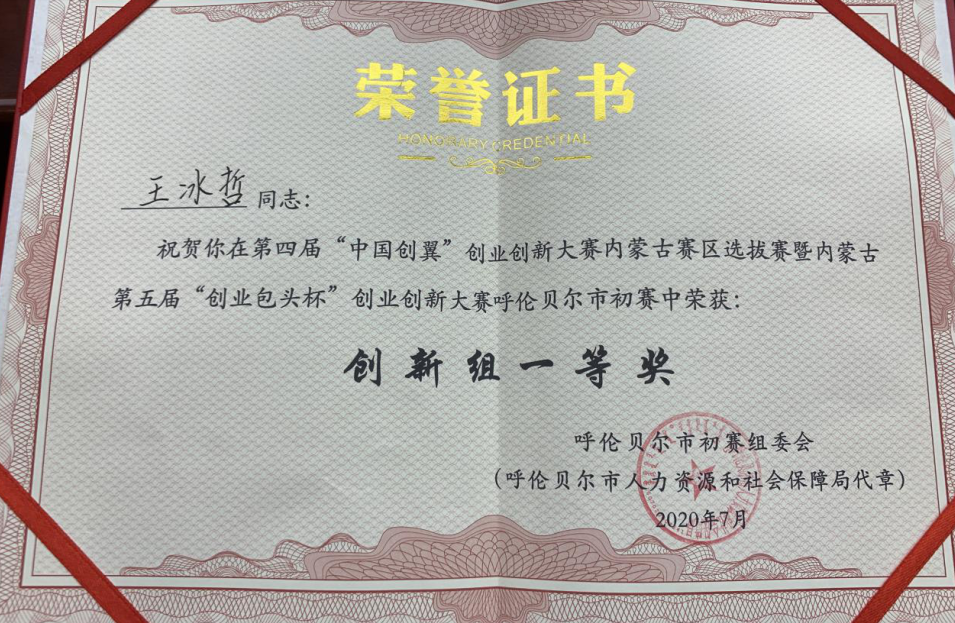 荣誉证书
HONORARY CREDENTIAL
王冰哲同志：
祝贺你在第四届“中国创翼”创业创新大赛内蒙古赛区选拔赛暨内蒙古
第五届“创业包头杯”创业创新大赛呼伦贝尔市初赛中荣获：
创新组一等奖
呼伦贝尔市初赛组委会
（呼伦贝尔市人力资源和社会保障局代章）
2020年7月